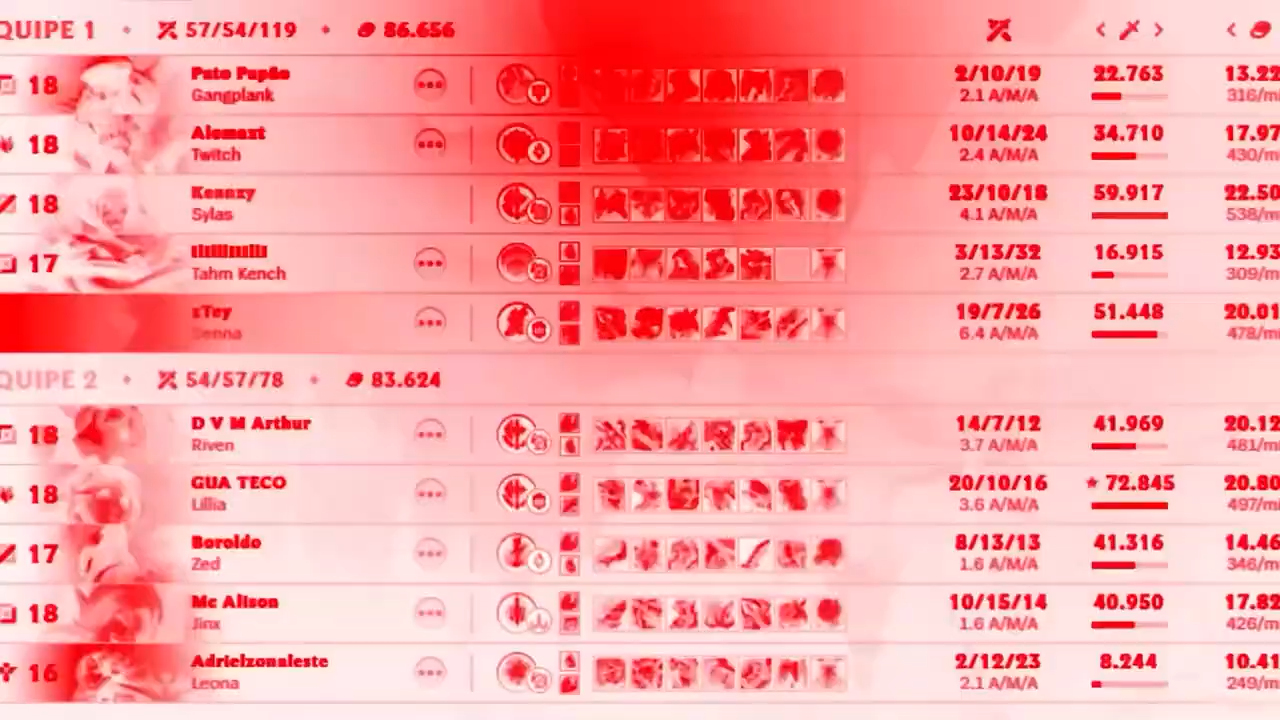 QUIPE 1 • 57/54/119 • 86.656
18 Pato Papão 2/10/19 22.763 13.22
Gangplank 2.1 A/M/A 316/mi
18 Alemaxt 10/14/24 34.710 17.97
Twitch 2.4 A/M/A 430/m
18 Kennzy 23/10/18 59.917 22.50
Sylas 4.1 A/M/A 538/m
17 3/13/32 16.915 12.93
Tahm Kench 2.7 A/M/A 309/m
19/7/26 51.448 20.01
Senna 6.4 A/M/A 478/m
QUIPE 2 • 54/57/78 • 83.624
18 D V M Arthur 14/7/12 41.969 20.12
Riven 3.7 A/M/A 481/m
18 GUA TECO 20/10/16 72.845 20.80
Lillia 3.6 A/M/A 497/m
17 Boroldo 8/13/13 41.316 14.46
Zed 1.6 A/M/A 346/m
18 Mc Alison 10/15/14 40.950 17.82
Jinx 1.6 A/M/A 426/m
16 Adrielzonaleste 2/12/23 8.244 10.41
Leona 2.1 A/M/A 249/m